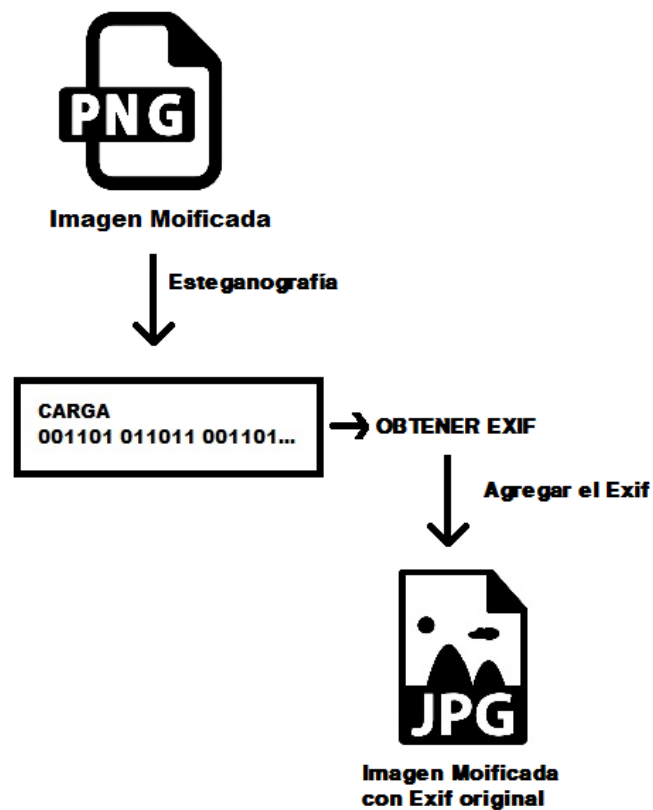 PNG
Imagen Moificada
Esteganografía
CARGA
001101 011011 001101...
OBTENER EXIF
Agregar el Exif
JPG
Imagen Moificada
con Exif original